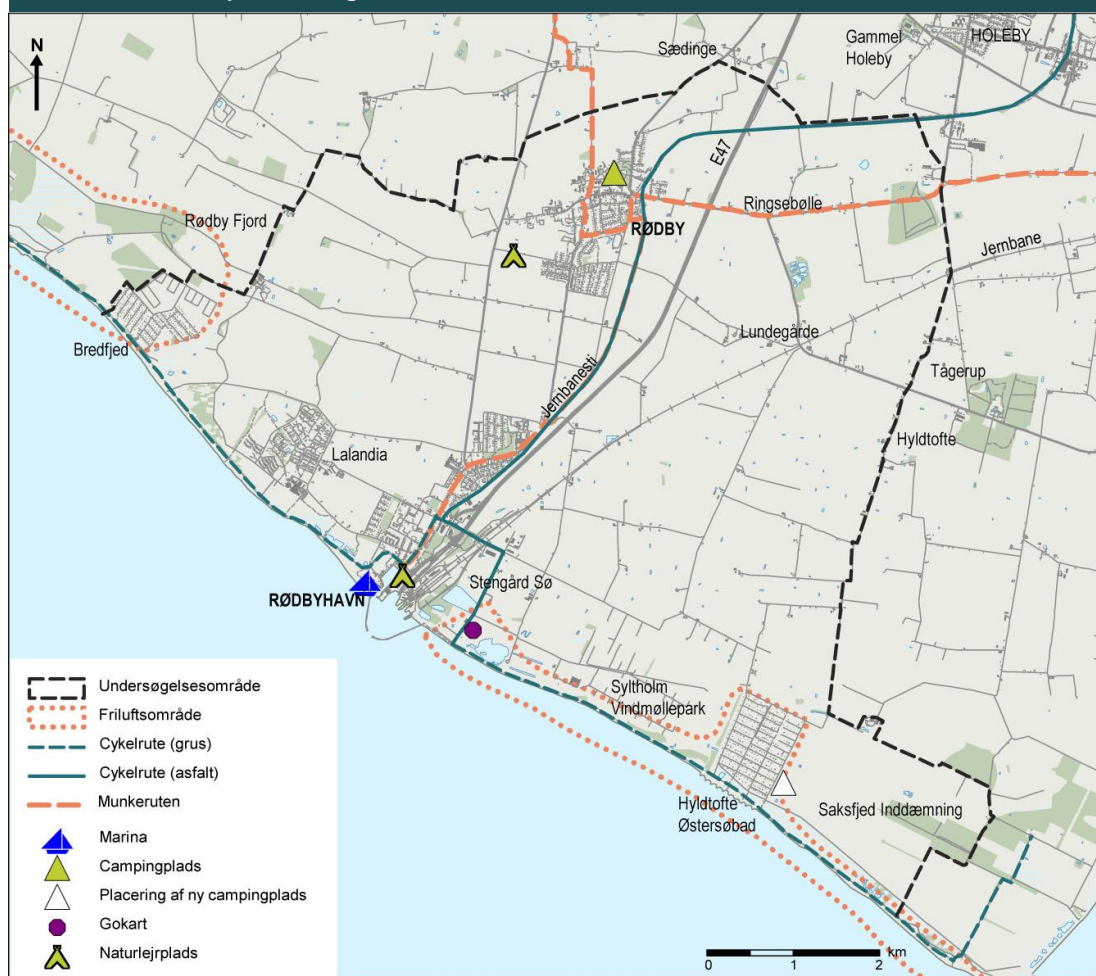 N
Sædinge
Gammel
Holeby
HOLEBY
E47
Rødby Fjord
RØDBY
Ringsebølle
Jernbane
Bredfjed
Lundegårde
Jernbanesti
Tågerup
Hyldtofte
Lalandia
Stengård Sø
RØDBYHAVN
Syltholm
Vindmøllepark
Hyldtofte
Østersøbad
Saksfjed Inddæmning
Undersøgelsesområde
Friluftsområde
Cykelrute (grus)
Cykelrute (asfalt)
Munkeruten
Marina
Campingplads
Placering af ny campingplads
Gokart
Naturlejrplads
km
0 1 2